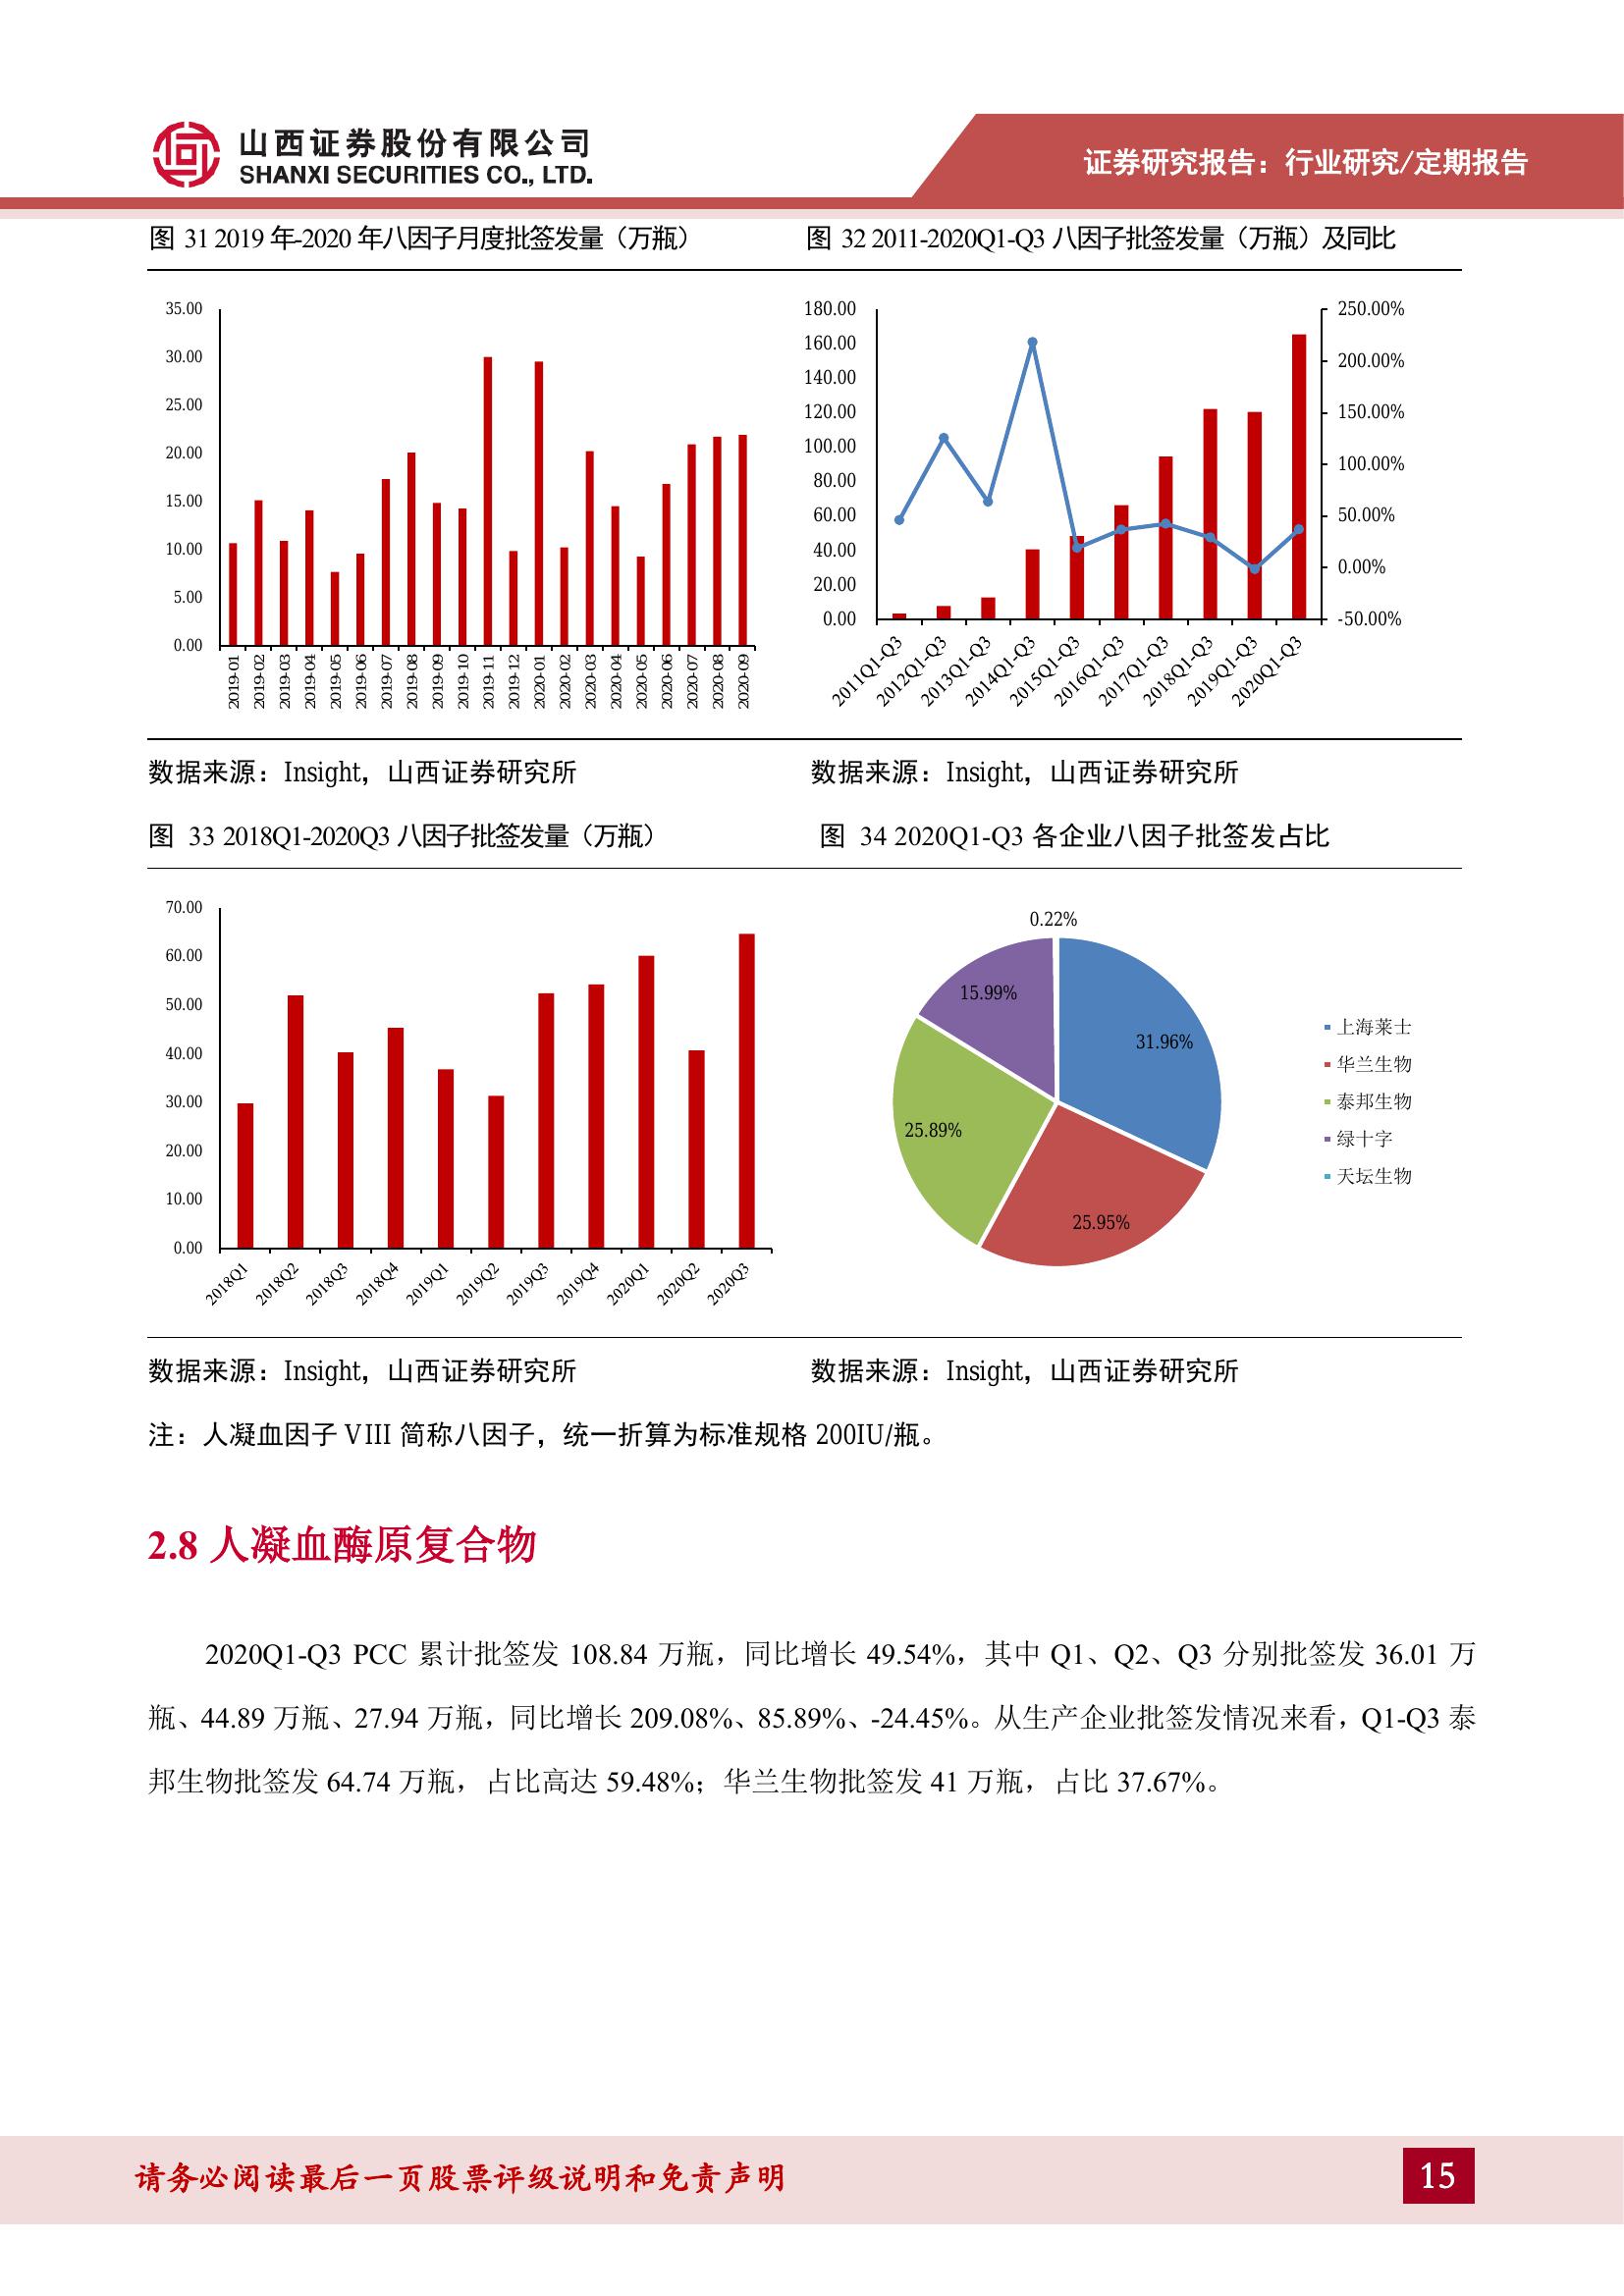 山西证券股份有限公司
SHANXI SECURITIES CO., LTD.
证券研究报告：行业研究/定期报告
图 31 2019 年-2020 年八因子月度批签发量（万瓶）
图 32 2011-2020Q1-Q3 八因子批签发量（万瓶）及同比
35.00
30.00
25.00
20.00
15.00
10.00
5.00
0.00
2019-01
2019-02
2019-03
2019-04
2019-05
2019-06
2019-07
2019-08
2019-09
2019-10
2019-11
2019-12
2020-01
2020-02
2020-03
2020-04
2020-05
2020-06
2020-07
2020-08
2020-09
180.00
160.00
140.00
120.00
100.00
80.00
60.00
40.00
20.00
0.00
250.00%
200.00%
150.00%
100.00%
50.00%
0.00%
-50.00%
2011Q1-Q3
2012Q1-Q3
2013Q1-Q3
2014Q1-Q3
2015Q1-Q3
2016Q1-Q3
2017Q1-Q3
2018Q1-Q3
2019Q1-Q3
2020Q1-Q3
数据来源：Insight，山西证券研究所
数据来源：Insight，山西证券研究所
图 33 2018Q1-2020Q3 八因子批签发量（万瓶）
图 34 2020Q1-Q3 各企业八因子批签发占比
70.00
60.00
50.00
40.00
30.00
20.00
10.00
0.00
2018Q1
2018Q2
2018Q3
2018Q4
2019Q1
2019Q2
2019Q3
2019Q4
2020Q1
2020Q2
2020Q3
0.22%
15.99%
31.96%
25.89%
25.95%
上海莱士
华兰生物
泰邦生物
绿十字
天坛生物
数据来源：Insight，山西证券研究所
数据来源：Insight，山西证券研究所
注：人凝血因子 VIII 简称八因子，统一折算为标准规格 200IU/瓶。
2.8 人凝血酶原复合物
2020Q1-Q3 PCC 累计批签发 108.84 万瓶，同比增长 49.54%，其中 Q1、Q2、Q3 分别批签发 36.01 万
瓶、44.89 万瓶、27.94 万瓶，同比增长 209.08%、85.89%、-24.45%。从生产企业批签发情况来看，Q1-Q3 泰
邦生物批签发 64.74 万瓶，占比高达 59.48%；华兰生物批签发 41 万瓶，占比 37.67%。
请务必阅读最后一页股票评级说明和免责声明
15